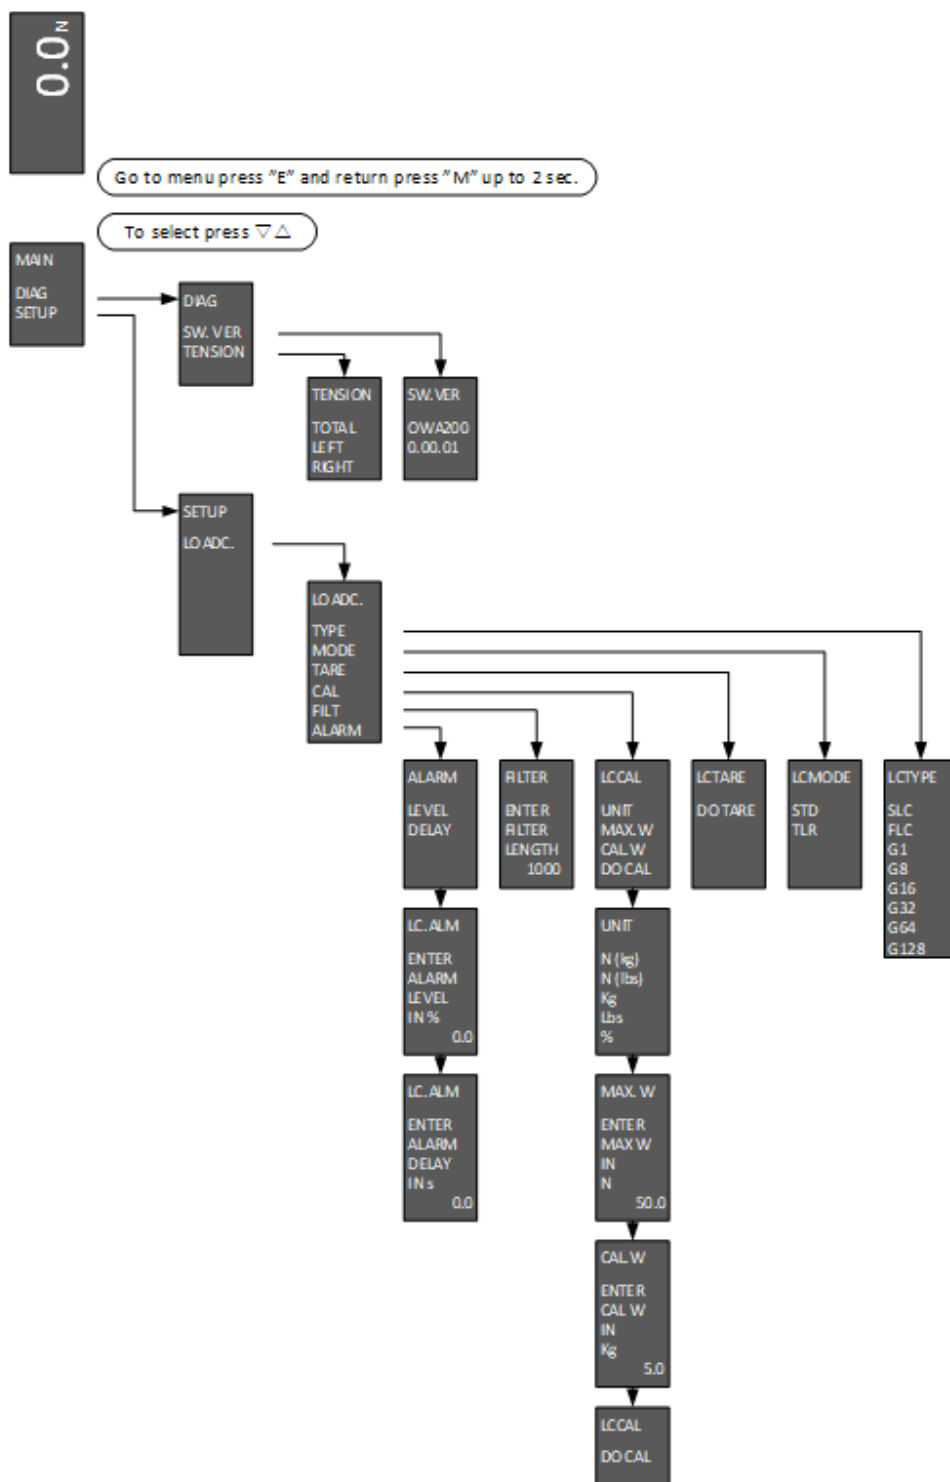 0.0 N
Go to menu press "E" and return press "M" up to 2 sec.
To select press ▽ △
MAIN
DIAG
SETUP
DIAG
SW. VER
TENSION
TENSION
TOTAL
LEFT
RIGHT
SW.VER
OWA200
0.00.01
SETUP
LOADC.
LOADC.
TYPE
MODE
TARE
CAL
FILT
ALARM
ALARM
LEVEL
DELAY
FILTER
ENTER
FILTER
LENGTH
1000
LCCAL
UNIT
MAX. W
CAL. W
DO CAL
LCTARE
DO TARE
LCMODE
STD
TLR
LCTYPE
SLC
FLC
G1
G8
G16
G32
G64
G128
LC. ALM
ENTER
ALARM
LEVEL
IN %
0.0
UNIT
N (kg)
N (lbs)
Kg
Lbs
%
LC. ALM
ENTER
ALARM
DELAY
IN s
0.0
MAX. W
ENTER
MAX W
IN
N
50.0
CAL. W
ENTER
CAL W
IN
Kg
5.0
LCCAL
DO CAL